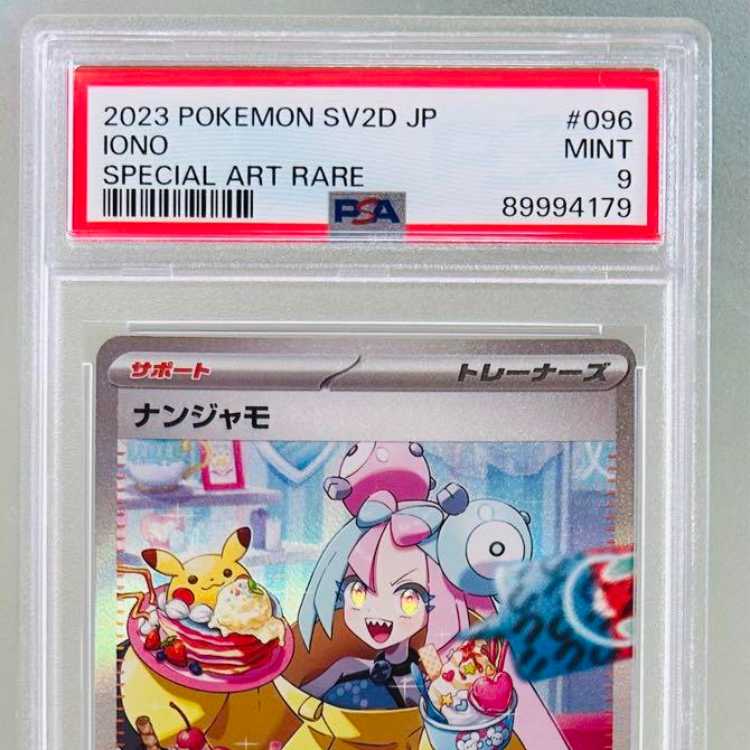 2023 POKEMON SV2D JP #096
IONO MINT
SPECIAL ART RARE 9
PSA 89994179
サポート トレーナーズ
ナンジャモ